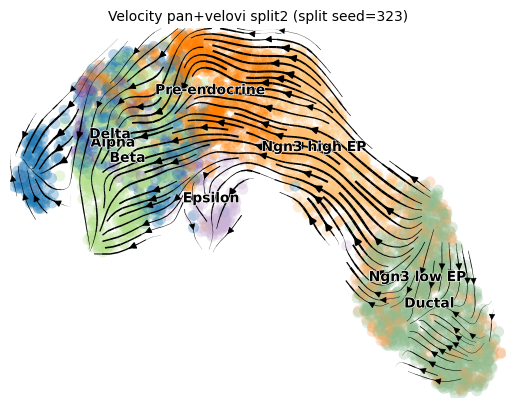 Velocity pan+velovi split2 (split seed=323)
Pre-endocrine
Delta
Alpha
Ngn3 high EP
Beta
Epsilon
Ngn3 low EP
Ductal